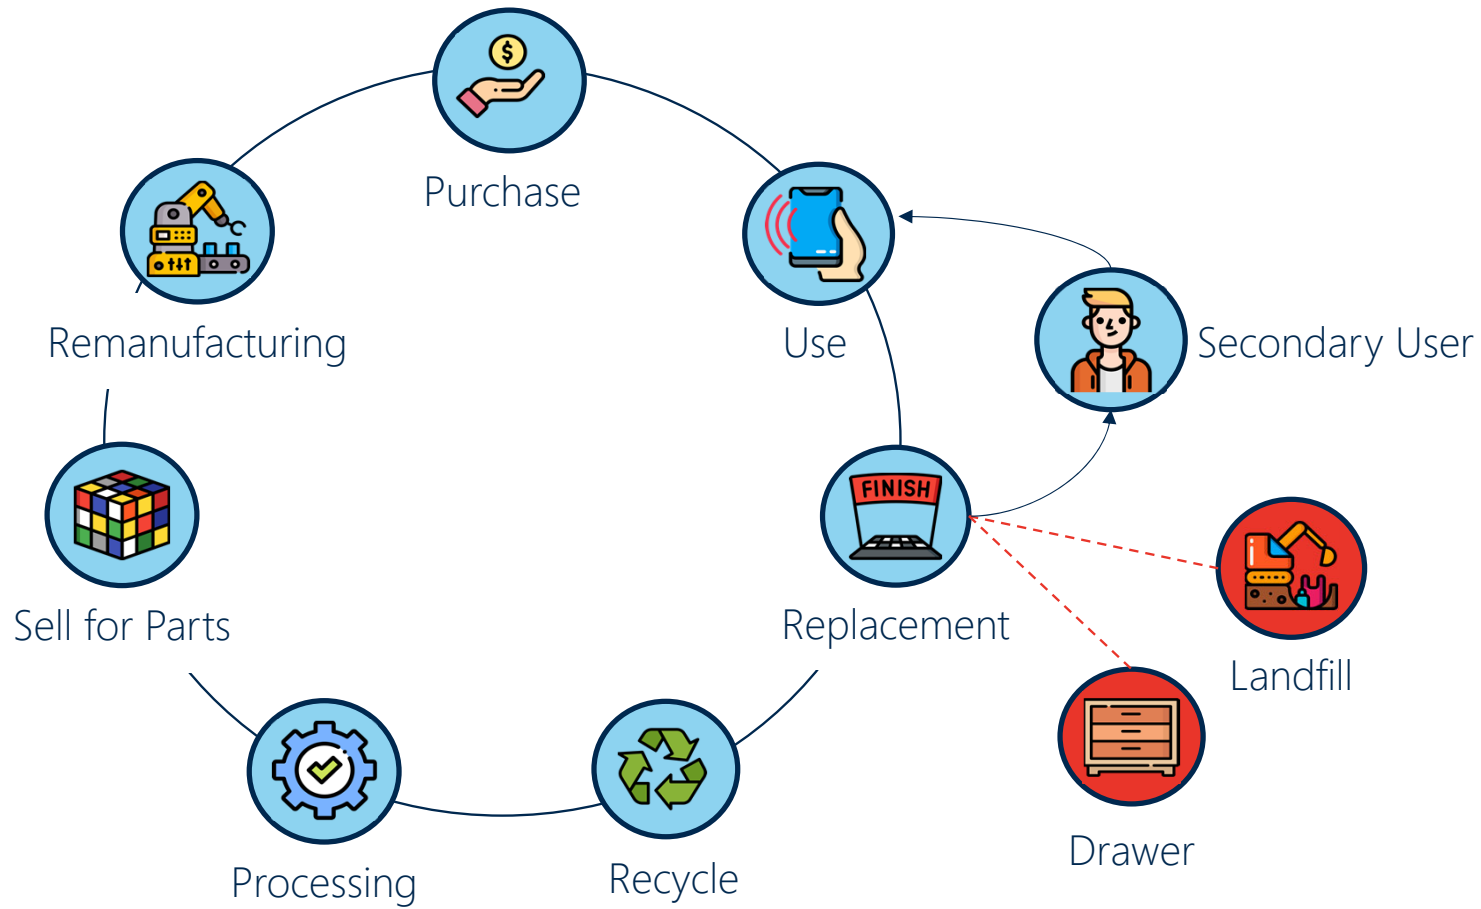 $
Purchase
Remanufacturing
Use
Secondary User
FINISH
Sell for Parts
Replacement
Landfill
Drawer
Processing
Recycle